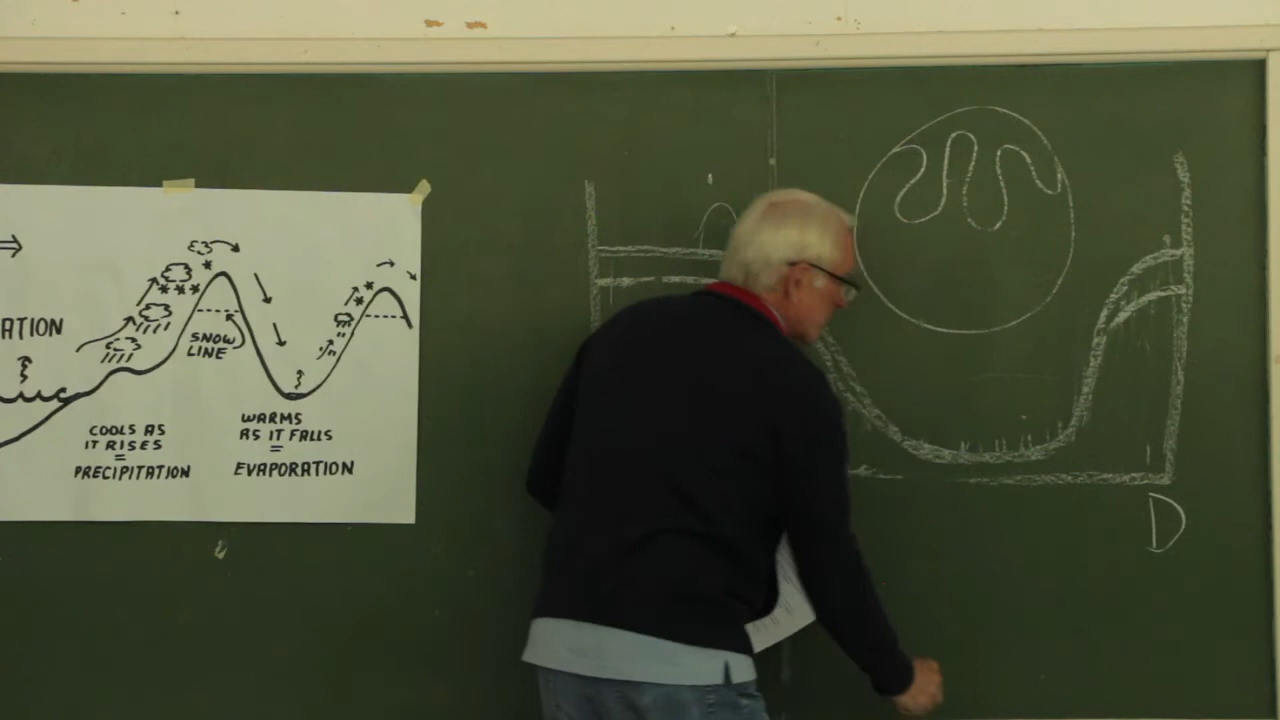 ATION
SNOW
LINE
COOLS AS
IT RISES
=
PRECIPITATION
WARMS
AS IT FALLS
=
EVAPORATION
D